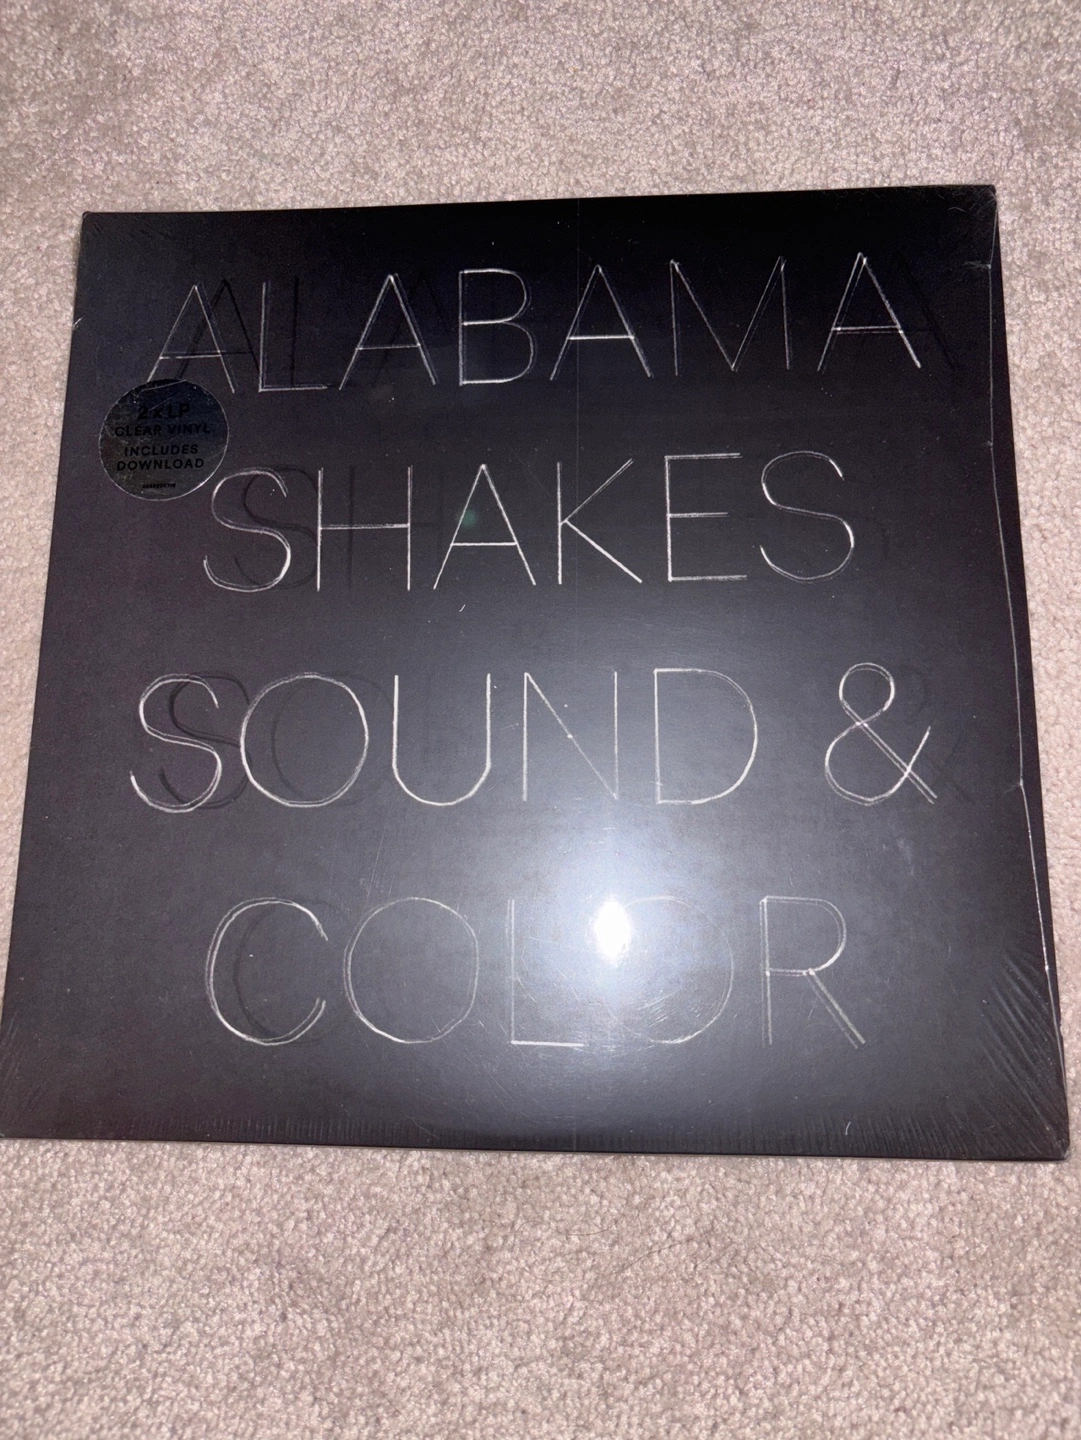 ALABAMA
SHAKES
SOUND &
COLOR
2xLP
CLEAR VINYL
INCLUDES
DOWNLOAD